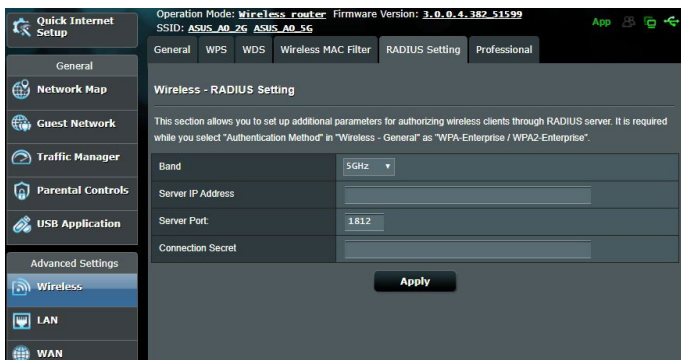 Quick Internet
Setup
General
Network Map
Guest Network
Traffic Manager
Parental Controls
USB Application
Advanced Settings
Wireless
LAN
WAN
Operation Mode: Wireless router Firmware Version: 3.0.0.4.382_51599
SSID: ASUS_A0_2G ASUS_A0_5G
App
General WPS WDS Wireless MAC Filter RADIUS Setting Professional
Wireless - RADIUS Setting
This section allows you to set up additional parameters for authorizing wireless clients through RADIUS server. It is required
while you select "Authentication Method" in "Wireless - General" as "WPA-Enterprise / WPA2-Enterprise".
Band 5GHz
Server IP Address
Server Port: 1812
Connection Secret
Apply